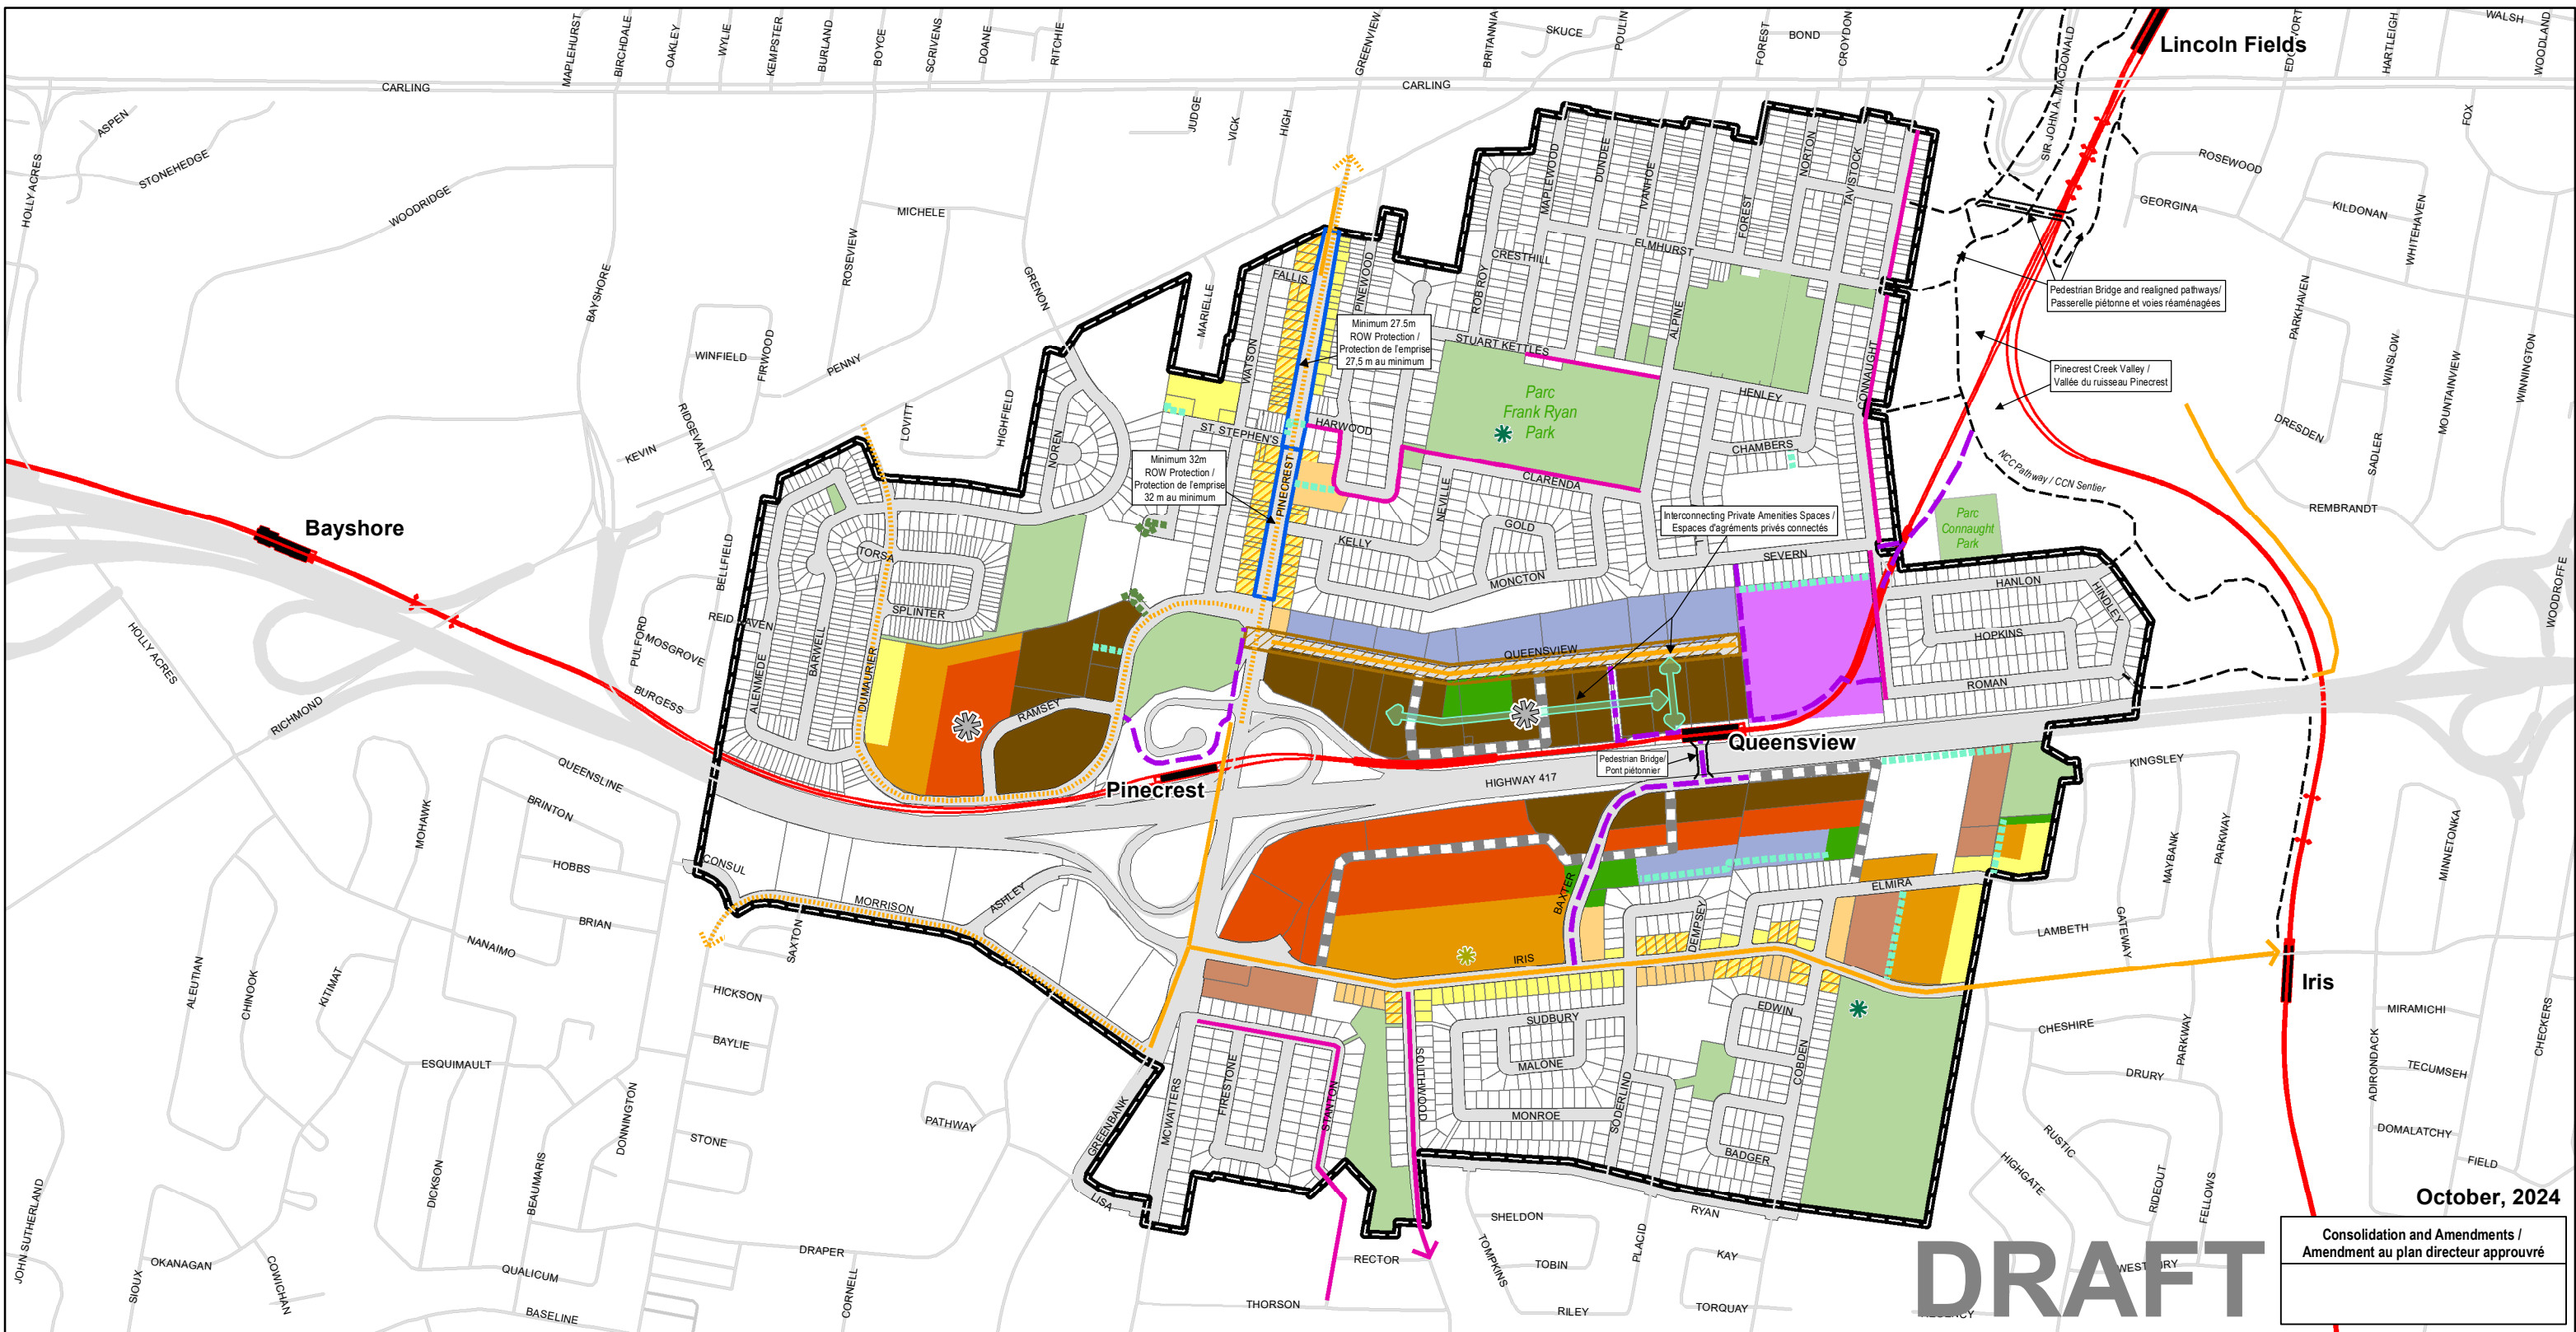 MAPLEHURST
BIRCHDALE
OAKLEY
WYLIE
KEMPSTER
BURLAND
BOYCE
SCRIVENS
DOANE
RITCHIE
GREENVIEW
BRITANNIA
SKUCE
POULIN
FOREST
BOND
CROYDON
SIR JOHN A. MACDONALD
Lincoln Fields
HARTLEIGH
WALSH
WOODLAND
CARLING
CARLING
ASPEN
STONEHEDGE
HOLLY ACRES
WOODRIDGE
BAYSHORE
ROSEVIEW
MICHELE
GRENON
JUDGE
VICK
HIGH
MAPLEWOOD
DUNDEE
IVANHOE
FOREST
NORTON
TAVISTOCK
ROSEWOOD
GEORGINA
KILDONAN
WHITEHAVEN
FOX
FALLIS
PINEWOOD
ROB ROY
CRESTHILL
ELMHURST
MARIELLE
WATSON
ALPINE
CONNAUGHT
Pedestrian Bridge and realigned pathways/
Passerelle piétonne et voies réaménagées
PARKHAVEN
WINSLOW
MOUNTAINVIEW
WINNINGTON
WINFIELD
FIRWOOD
PENNY
Minimum 27.5m
ROW Protection /
Protection de l'emprise
27,5 m au minimum
STUART KETTLES
Pinecrest Creek Valley /
Vallée du ruisseau Pinecrest
Parc
Frank Ryan
Park
HENLEY
KEVIN
RIDGEVALLEY
LOVITT
HIGHFIELD
NOREN
ST. STEPHEN'S
HARWOOD
CHAMBERS
DRESDEN
SADLER
Minimum 32m
ROW Protection /
Protection de l'emprise
32 m au minimum
PINECREST
CLARENDA
NEVILLE
NCC Pathway / CCN Sentier
REMBRANDT
Bayshore
Interconnecting Private Amenities Spaces /
Espaces d'agréments privés connectés
Parc
Connaught
Park
GOLD
KELLY
MONCTON
SEVERN
TORSA
SPLINTER
BELLFIELD
BARWELL
HANLON
HINDLEY
HOPKINS
ROMAN
WOODROFFE
HOLLY ACRES
PULFORD
MOSGROVE
ALENMEDE
DUMAURIER
RAMSEY
QUEENSVIEW
RICHMOND
BURGESS
Queensview
Pedestrian Bridge/
Pont piétonnier
HIGHWAY 417
Pinecrest
QUEENSLINE
BRINTON
MOHAWK
HOBBS
BRIAN
NANAIMO
CONSUL
MORRISON
ASHLEY
SAXTON
BAXTER
DEMPSEY
ELMIRA
KINGSLEY
MAYBANK
PARKWAY
MINNETONKA
LAMBETH
GATEWAY
IRIS
Iris
ALEUTIAN
CHINOOK
KITIMAT
HICKSON
BAYLIE
ESQUIMAULT
SUDBURY
MALONE
MONROE
EDWIN
COBDEN
SODERLIND
BADGER
SOUTHWOOD
FIRESTONE
STANTON
MCWATTERS
GREENBANK
LISA
CHESHIRE
PARKWAY
DRURY
MIRAMICHI
ADIRONDACK
TECUMSEH
CHECKERS
DOMALATCHY
FIELD
RUSTIC
HIGHGATE
RIDEOUT
FELLOWS
PATHWAY
STONE
DONNINGTON
DICKSON
BEAUMARIS
JOHN SUTHERLAND
SIOUX
OKANAGAN
COWICHAN
QUALICUM
BASELINE
DRAPER
CORNELL
THORSON
RECTOR
SHELDON
TOMPKINS
TOBIN
RILEY
PLACID
RYAN
KAY
TORQUAY
October, 2024
Consolidation and Amendments /
Amendment au plan directeur approuvré
DRAFT